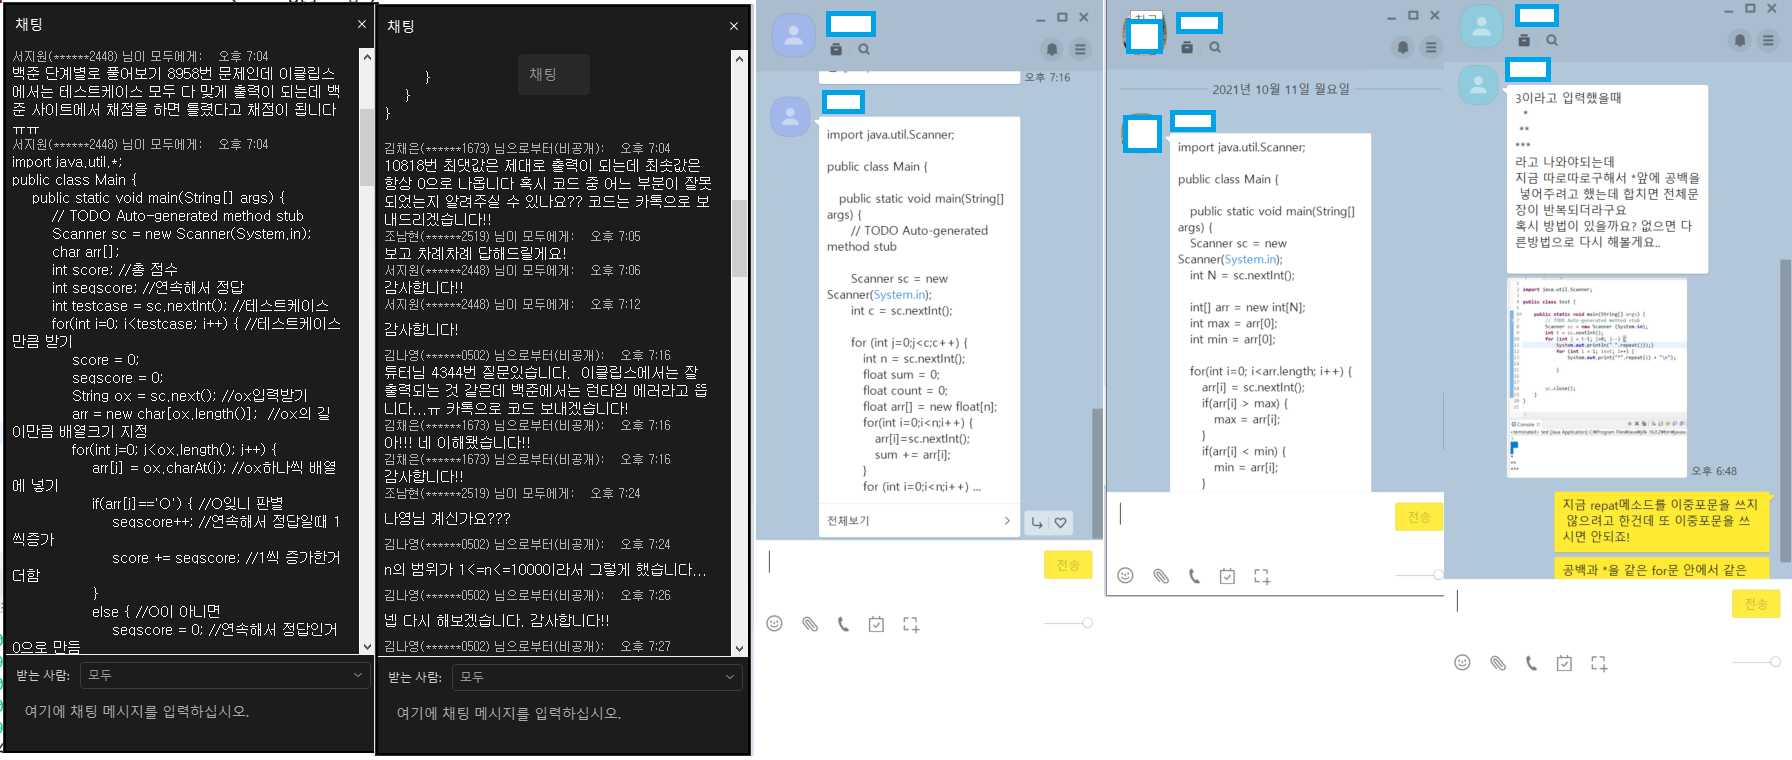 채팅
서지원(******2448) 님이 모두에게: 오후 7:04
백준 단계별로 풀어보기 8958번 문제인데 이클립스
에서는 테스트케이스 모두 다 맞게 출력이 되는데 백
준 사이트에서 채점을 하면 틀렸다고 채점이 됩니다
ㅠㅠ
서지원(******2448) 님이 모두에게: 오후 7:04
import java.util.*;
public class Main {
public static void main(String[] args) {
// TODO Auto-generated method stub
Scanner sc = new Scanner(System.in);
char arr[];
int score; //총 점수
int seqscore; //연속해서 정답
int testcase = sc.nextInt(); //테스트케이스
for(int i=0; i<testcase; i++) { //테스트케이스
만큼 받기
score = 0;
seqscore = 0;
String ox = sc.next(); //ox입력받기
arr = new char[ox.length()]; //ox의 길
이만큼 배열크기 지정
for(int j=0; j<ox.length(); j++) {
arr[j] = ox.charAt(j); //ox하나씩 배열
에 넣기
if(arr[j]=='O') { //O잊니 판별
seqscore++; //연속해서 정답일때 1
씩증가
score += seqscore; //1씩 증가한거
더함
}
else { //O이 아니면
seqscore = 0; //연속해서 정답인거
0으로 만듬
받는 사람: 모두
여기에 채팅 메시지를 입력하십시오.
채팅
채팅
}
}
}
김채은(******1673) 님으로부터(비공개): 오후 7:04
10818번 최댓값은 제대로 출력이 되는데 최솟값은
항상 0으로 나옵니다 혹시 코드 중 어느 부분이 잘못
되었는지 알려주실 수 있나요?? 코드는 카톡으로 보
내드리겠습니다!!
조남현(******2519) 님이 모두에게: 오후 7:05
보고 차례차례 답해드릴게요!
서지원(******2448) 님이 모두에게: 오후 7:06
감사합니다!!
서지원(******2448) 님이 모두에게: 오후 7:12
감사합니다!
김나영(******0502) 님으로부터(비공개): 오후 7:16
튜터님 4344번 질문있습니다. 이클립스에서는 잘
출력되는 것 같은데 백준에서는 런타임 에러라고 뜹
니다...ㅠ 카톡으로 코드 보내겠습니다!
김채은(******1673) 님으로부터(비공개): 오후 7:16
아!!! 네 이해됐습니다!!
김채은(******1673) 님으로부터(비공개): 오후 7:16
감사합니다!!
조남현(******2519) 님이 모두에게: 오후 7:24
나영님 계신가요???
김나영(******0502) 님으로부터(비공개): 오후 7:24
n의 범위가 1<=n<=10000이라서 그렇게 했습니다...
김나영(******0502) 님으로부터(비공개): 오후 7:26
넵 다시 해보겠습니다. 감사합니다!!
김나영(******0502) 님으로부터(비공개): 오후 7:27
받는 사람: 모두
여기에 채팅 메시지를 입력하십시오.
오후 7:16
import java.util.Scanner;
public class Main {
public static void main(String[]
args) {
// TODO Auto-generated
method stub
Scanner sc = new
Scanner(System.in);
int c = sc.nextInt();
for (int j=0;j<c;c++) {
int n = sc.nextInt();
float sum = 0;
float count = 0;
float arr[] = new float[n];
for(int i=0;i<n;i++) {
arr[i]=sc.nextInt();
sum += arr[i];
}
for (int i=0;i<n;i++) ...
전체보기
전송
2021년 10월 11일 월요일
import java.util.Scanner;
public class Main {
public static void main(String[]
args) {
Scanner sc = new
Scanner(System.in);
int N = sc.nextInt();
int[] arr = new int[N];
int max = arr[0];
int min = arr[0];
for(int i=0; i<arr.length; i++) {
arr[i] = sc.nextInt();
if(arr[i] > max) {
max = arr[i];
}
if(arr[i] < min) {
min = arr[i];
}
전송
3이라고 입력했을때
*
**
***
라고 나와야되는데
지금 따로따로구해서 *앞에 공백을
넣어주려고 했는데 합치면 전체문
장이 반복되더라구요
혹시 방법이 있을까요? 없으면 다
른방법으로 다시 해볼게요..
import java.util.Scanner;
public class test {
public static void main(String[] args) {
// TODO Auto-generated method stub
Scanner sc = new Scanner (System.in);
int t = sc.nextInt();
for (int j = t-1; j>0; j--) {
System.out.println(" ".repeat(j));}
for (int i = 1; i<=t; i++) {
System.out.print("*".repeat(i) + "\n");
}
sc.close();
}
}
Console
*
**
***
오후 6:48
지금 repat메소드를 이중포문을 쓰지
않으려고 한건데 또 이중포문을 쓰
시면 안되죠!
공백과 *을 같은 for문 안에서 같은
전송